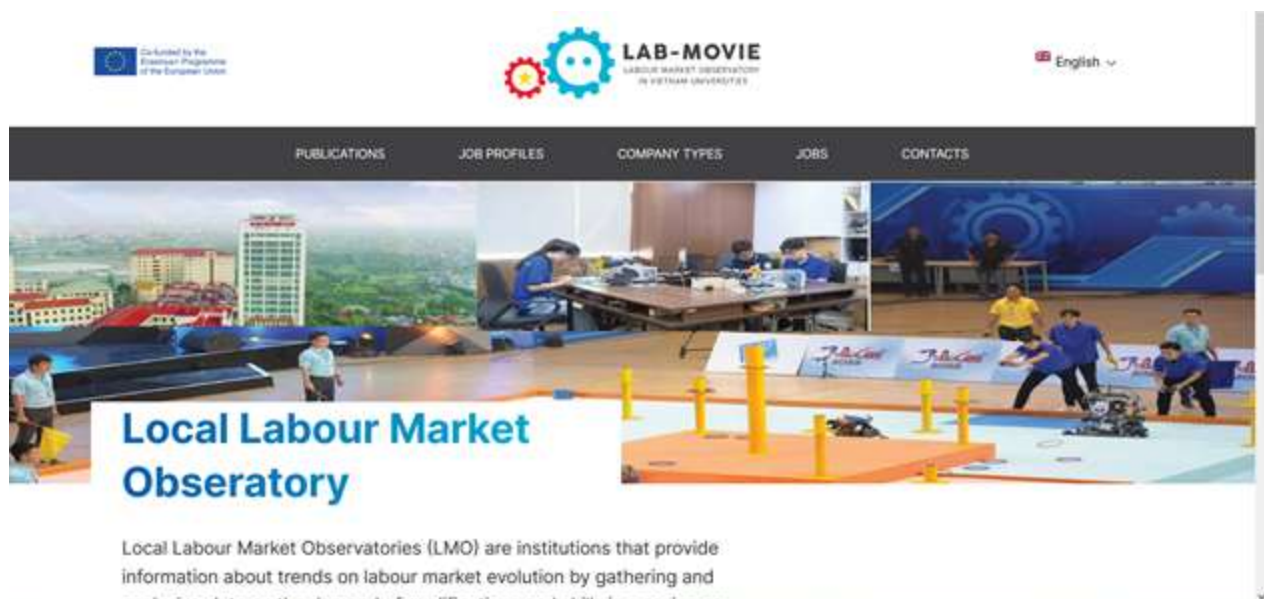 Co-funded by the
Erasmus+ Programme
of the European Union
LAB-MOVIE
LABOUR MARKET OBSERVATORY
IN VIETNAM UNIVERSITIES
English
PUBLICATIONS
JOB PROFILES
COMPANY TYPES
JOBS
CONTACTS
Local Labour Market
Obseratory
Local Labour Market Observatories (LMO) are institutions that provide
information about trends on labour market evolution by gathering and